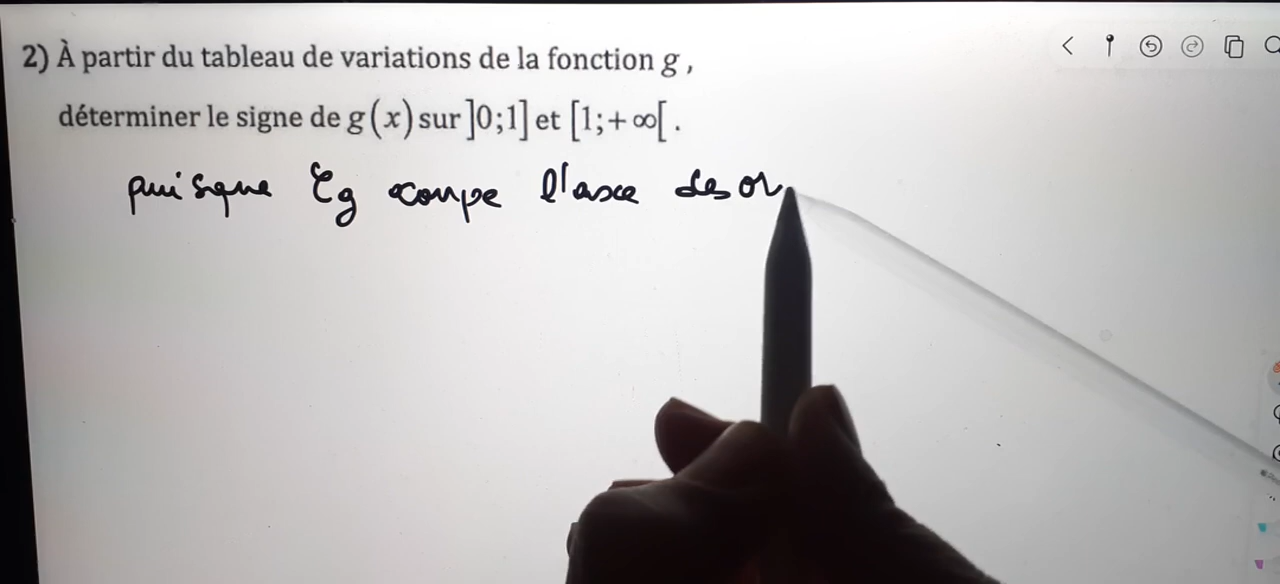 2) À partir du tableau de variations de la fonction g ,
déterminer le signe de g(x) sur ]0;1] et [1;+∞[ .
puisque Cg coupe l'axe des or